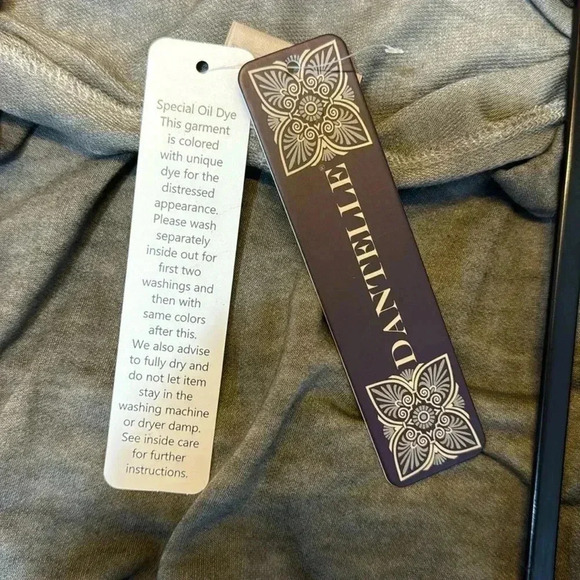 Special Oil Dye
This garment
is colored
with unique
dye for the
distressed
appearance.
Please wash
separately
inside out for
first two
washings and
then with
same colors
after this.
We also advise
to fully dry and
do not let item
stay in the
washing machine
or dryer damp.
See inside care
for further
instructions.
DANTELLE®